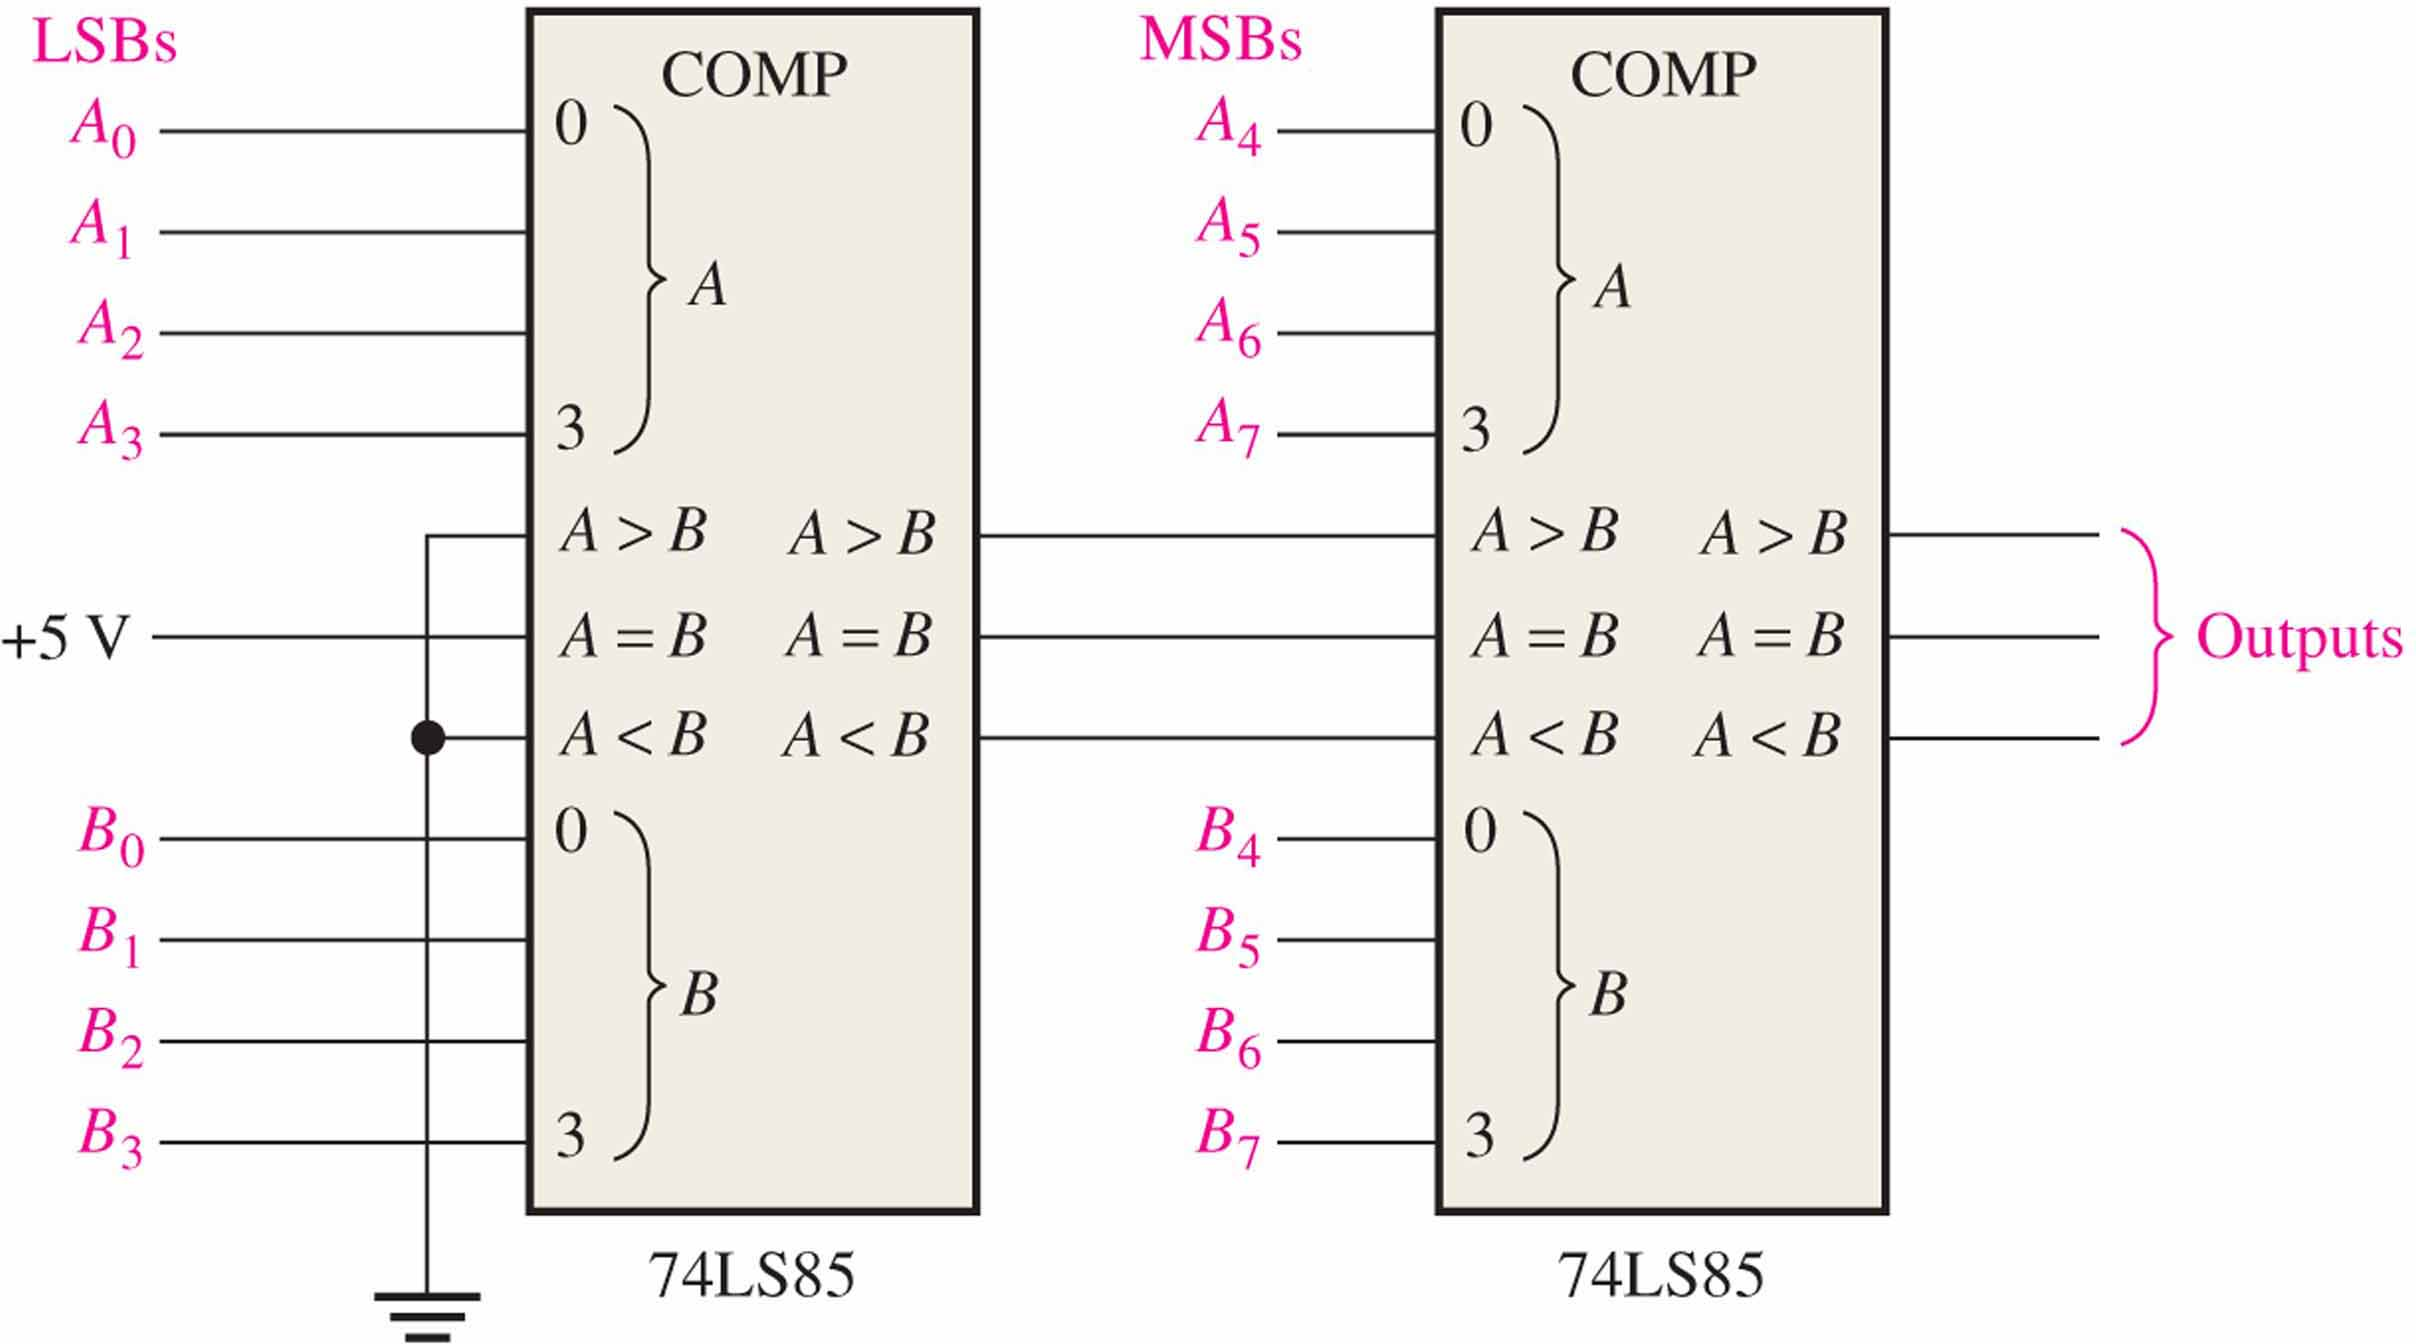 LSBs
MSBs
COMP
COMP
A0
0
A4
0
A1
A5
A
A
A2
A6
A3
3
A7
3
A > B
A > B
A > B
A > B
+5 V
A = B
A = B
A = B
A = B
Outputs
A < B
A < B
A < B
A < B
B0
0
B4
0
B1
B5
B
B
B2
B6
B3
3
B7
3
74LS85
74LS85